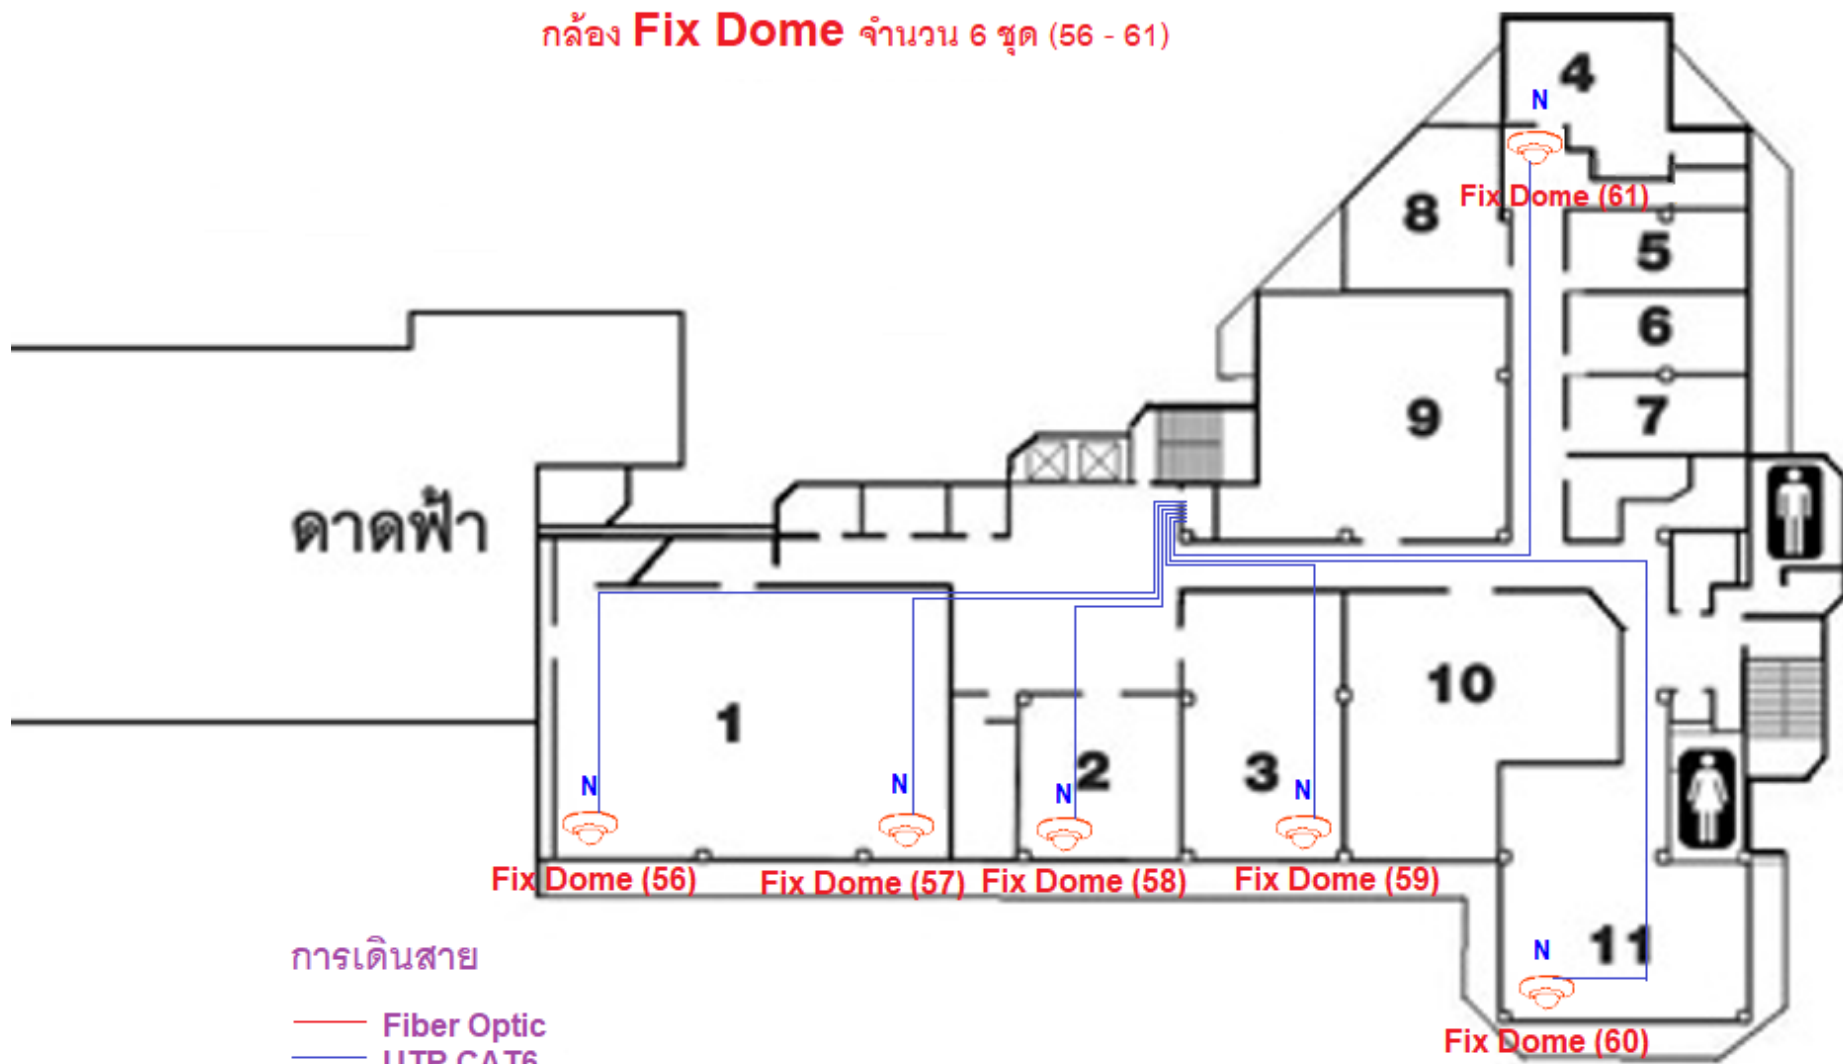 กล้อง Fix Dome จำนวน 6 ชุด (56 - 61)
4
N
Fix Dome (61)
8
5
6
7
9
ดาดฟ้า
1
2
3
10
N
N
N
N
Fix Dome (56)
Fix Dome (57)
Fix Dome (58)
Fix Dome (59)
11
N
Fix Dome (60)
การเดินสาย
Fiber Optic
UTP CAT6